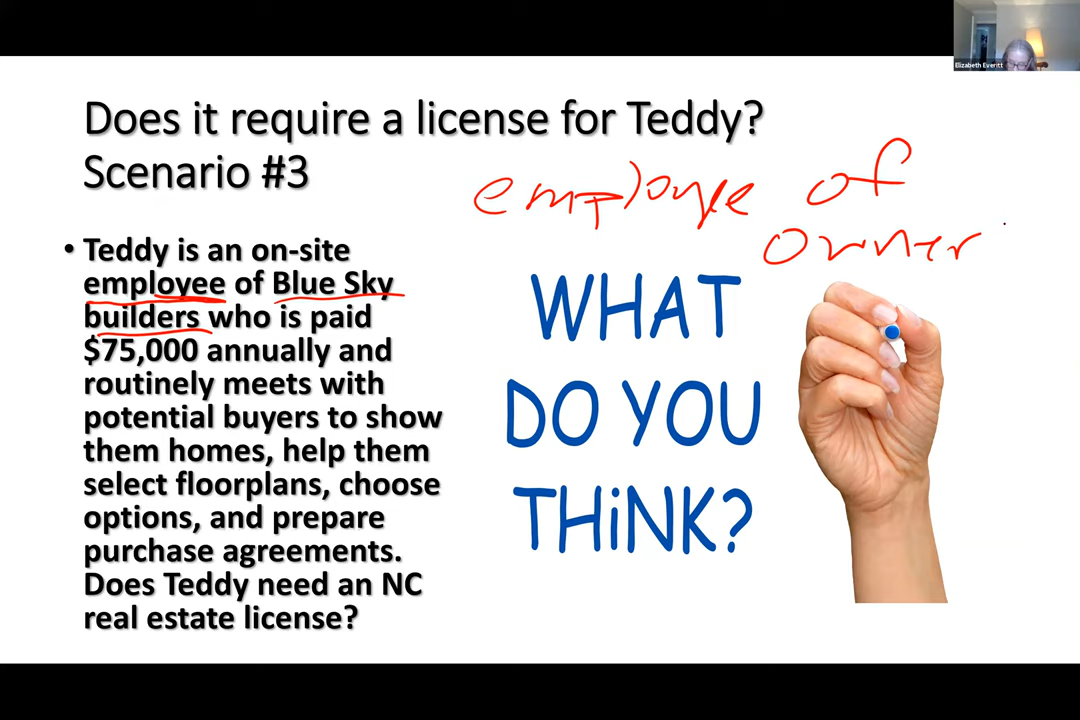 Elizabeth Everitt
Does it require a license for Teddy?
Scenario #3
employee of
owner
• Teddy is an on-site
employee of Blue Sky
builders who is paid
$75,000 annually and
routinely meets with
potential buyers to show
them homes, help them
select floorplans, choose
options, and prepare
purchase agreements.
Does Teddy need an NC
real estate license?
WHAT
DO YOU
THiNK?